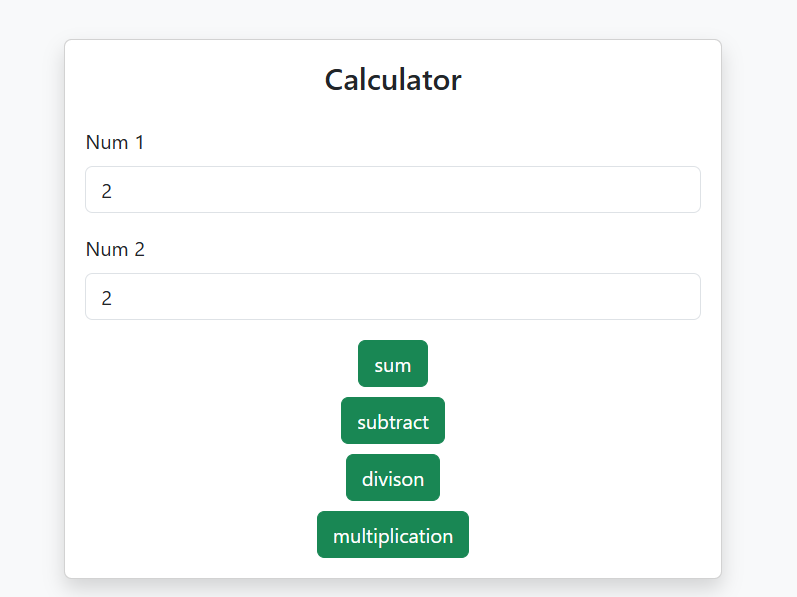 Calculator
Num 1
2
Num 2
2
sum
subtract
divison
multiplication